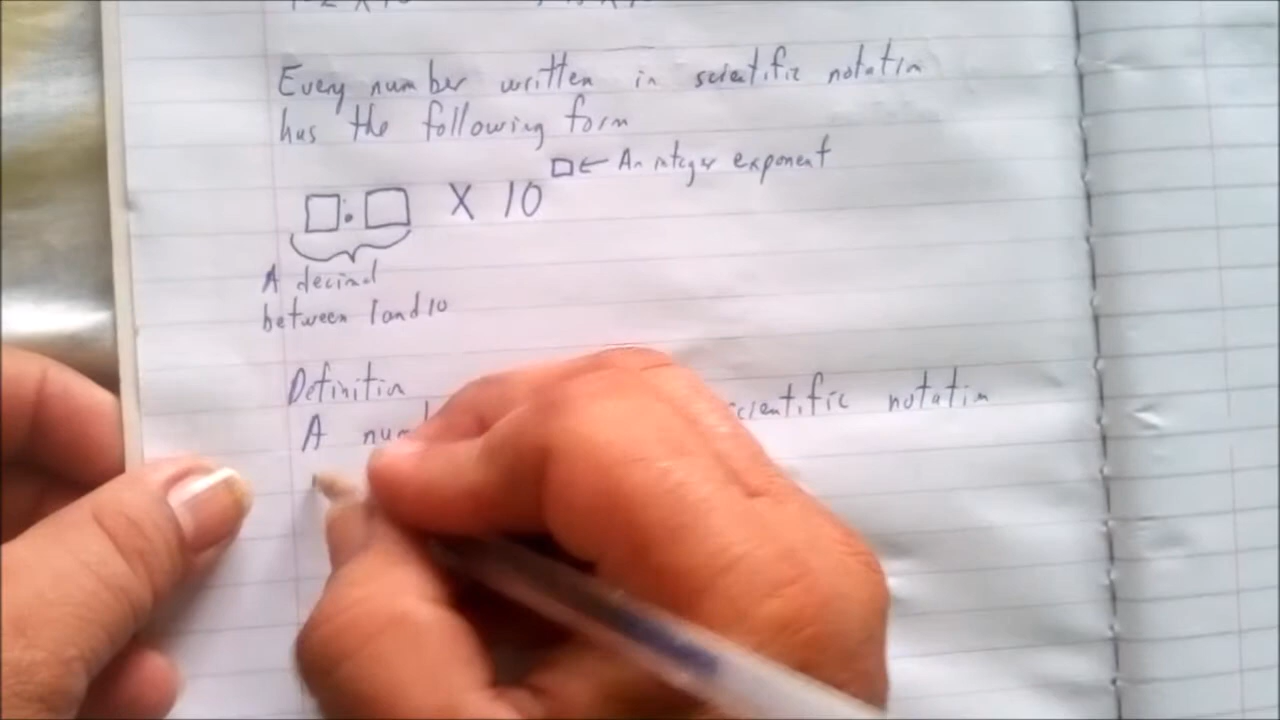 Every number written in scientific notation
has the following form
□ ← An integer exponent
□.□ X 10
A decimal
between 1 and 10
Definition
A scientific notation